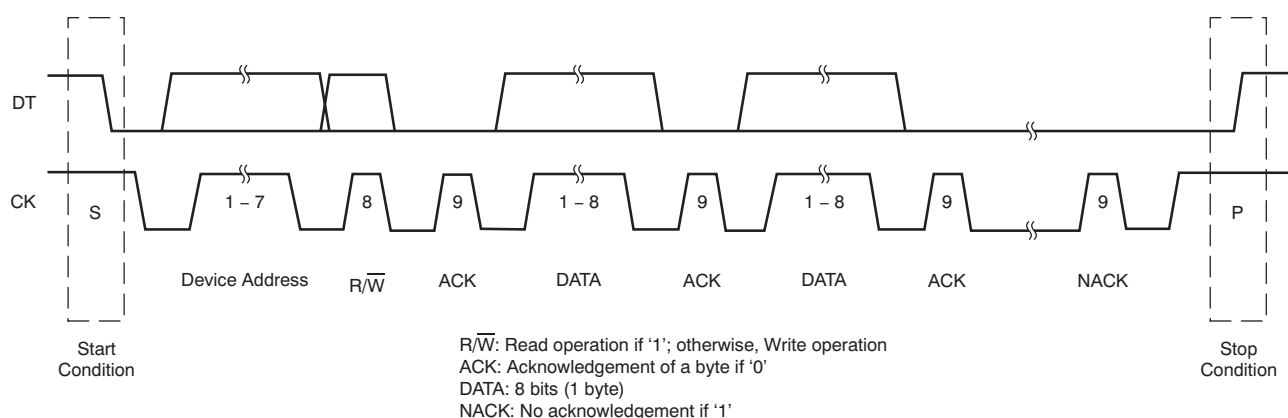 DT
CK
S
1 – 7
8
9
1 – 8
9
1 – 8
9
9
P
Device Address
R/W̅
ACK
DATA
ACK
DATA
ACK
NACK
Start
Condition
Stop
Condition
R/W̅: Read operation if ‘1’; otherwise, Write operation
ACK: Acknowledgement of a byte if ‘0’
DATA: 8 bits (1 byte)
NACK: No acknowledgement if ‘1’